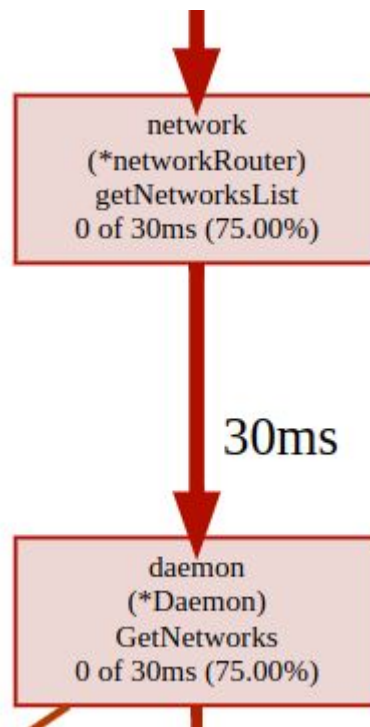 network
(*networkRouter)
getNetworksList
0 of 30ms (75.00%)
30ms
daemon
(*Daemon)
GetNetworks
0 of 30ms (75.00%)